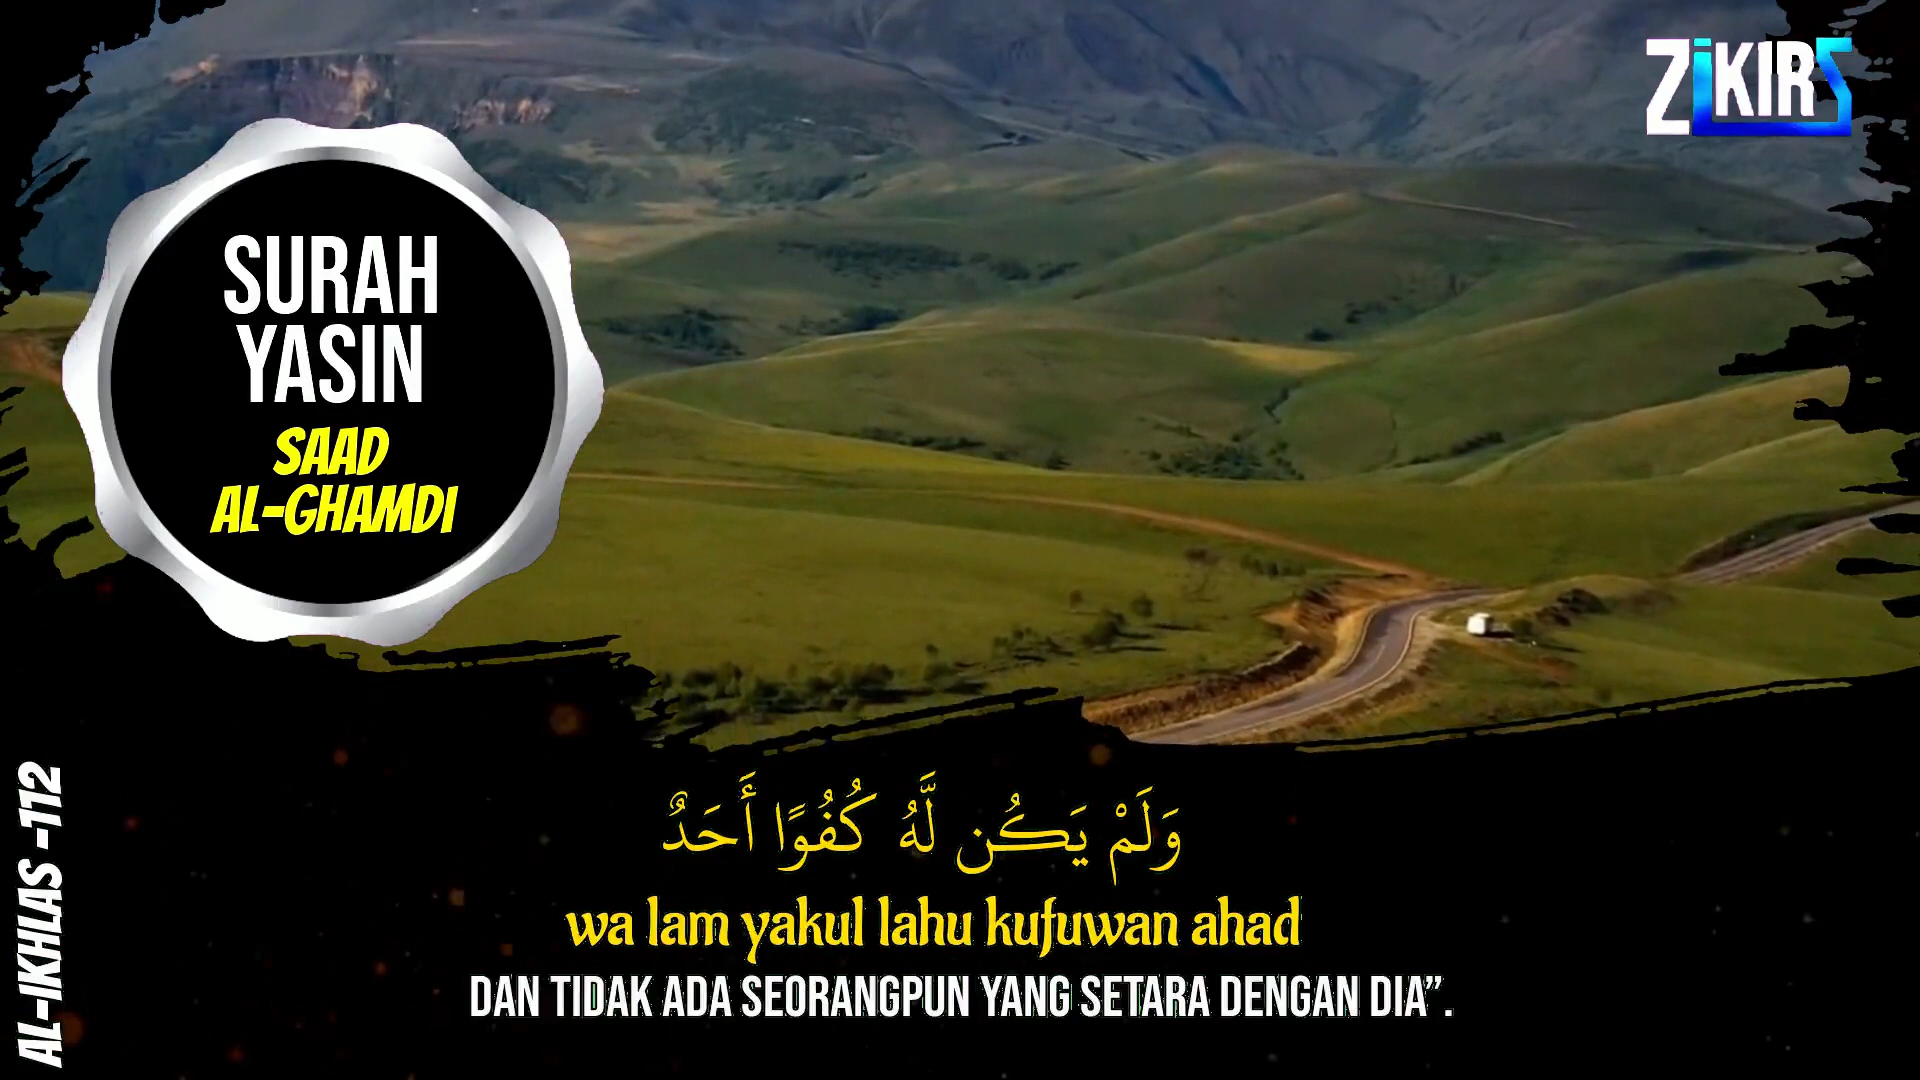 ZIKIRS
SURAH
YASIN
SAAD
AL-GHAMDI
AL-IKHLAS -112
وَلَمْ يَكُن لَّهُ كُفُوًا أَحَدٌ
wa lam yakul lahu kufuwan ahad
DAN TIDAK ADA SEORANGPUN YANG SETARA DENGAN DIA”.